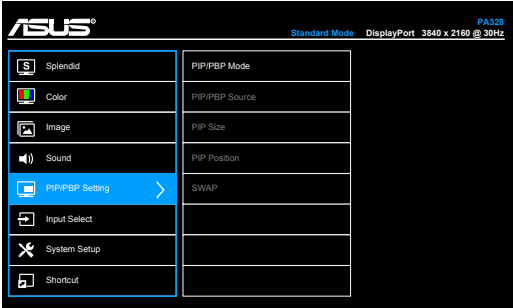 ASUS
PA328
Standard Mode DisplayPort 3840 x 2160 @ 30Hz
S Splendid
Color
Image
Sound
PIP/PBP Setting
Input Select
System Setup
Shortcut
PIP/PBP Mode
PIP/PBP Source
PIP Size
PIP Position
SWAP